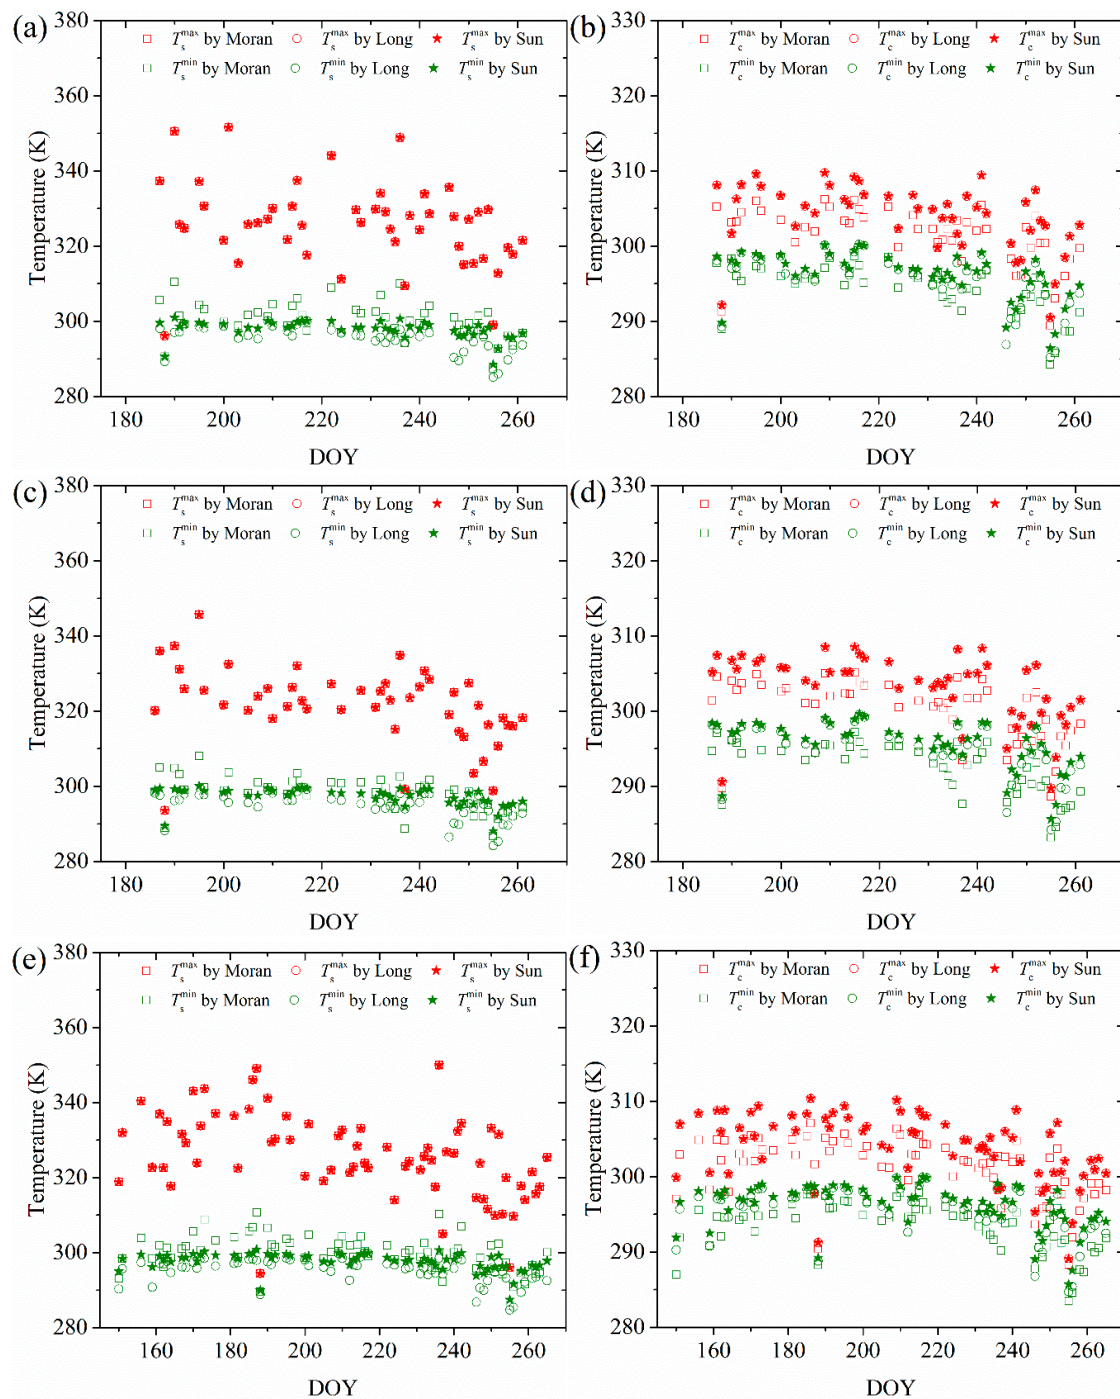 (a)
380
T_s^max by Moran T_s^max by Long T_s^max by Sun
T_s^min by Moran T_s^min by Long T_s^min by Sun
360
340
320
300
280
Temperature (K)
180 200 220 240 260
DOY
(b)
330
T_c^max by Moran T_c^max by Long T_c^max by Sun
T_c^min by Moran T_c^min by Long T_c^min by Sun
320
310
300
290
280
Temperature (K)
180 200 220 240 260
DOY
(c)
380
T_s^max by Moran T_s^max by Long T_s^max by Sun
T_s^min by Moran T_s^min by Long T_s^min by Sun
360
340
320
300
280
Temperature (K)
180 200 220 240 260
DOY
(d)
330
T_c^max by Moran T_c^max by Long T_c^max by Sun
T_c^min by Moran T_c^min by Long T_c^min by Sun
320
310
300
290
280
Temperature (K)
180 200 220 240 260
DOY
(e)
380
T_s^max by Moran T_s^max by Long T_s^max by Sun
T_s^min by Moran T_s^min by Long T_s^min by Sun
360
340
320
300
280
Temperature (K)
160 180 200 220 240 260
DOY
(f)
330
T_c^max by Moran T_c^max by Long T_c^max by Sun
T_c^min by Moran T_c^min by Long T_c^min by Sun
320
310
300
290
280
Temperature (K)
160 180 200 220 240 260
DOY